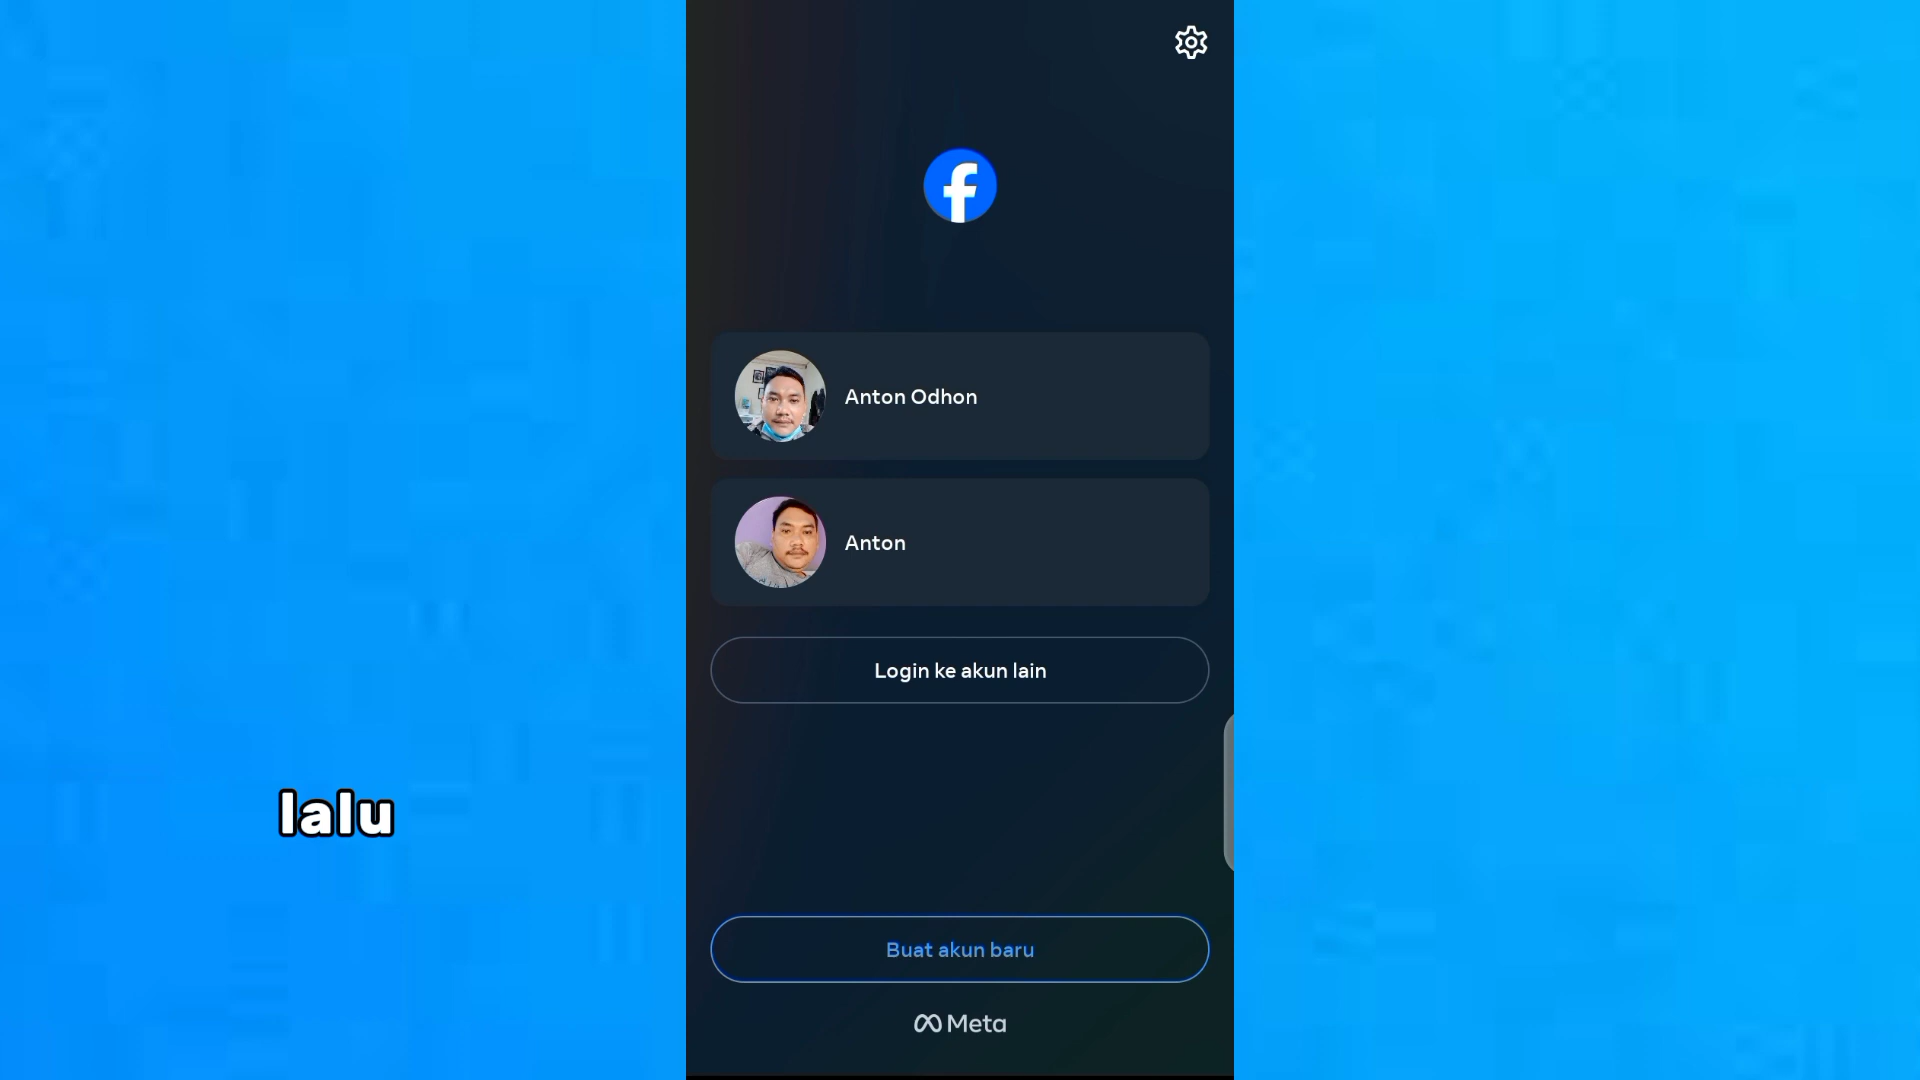 Anton Odhon
Anton
Login ke akun lain
lalu
Buat akun baru
Meta